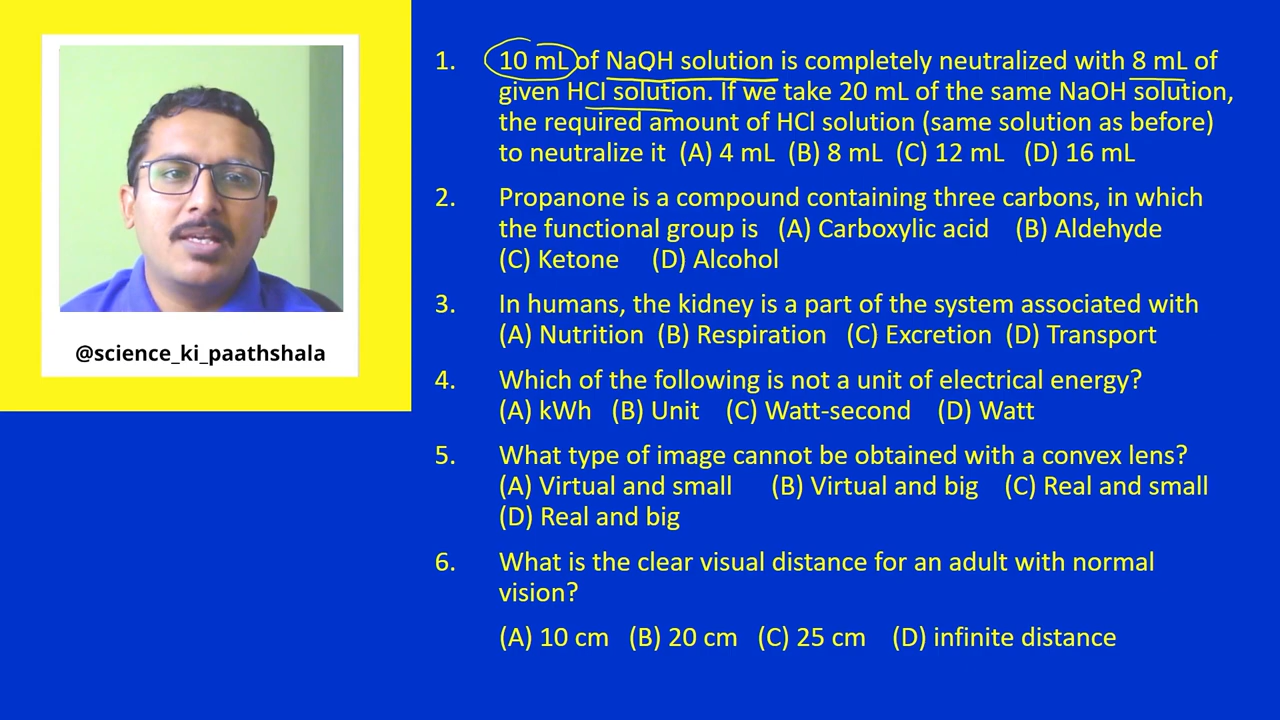 @science_ki_paathshala
1. 10 mL of NaOH solution is completely neutralized with 8 mL of
given HCl solution. If we take 20 mL of the same NaOH solution,
the required amount of HCl solution (same solution as before)
to neutralize it (A) 4 mL (B) 8 mL (C) 12 mL (D) 16 mL
2. Propanone is a compound containing three carbons, in which
the functional group is (A) Carboxylic acid (B) Aldehyde
(C) Ketone (D) Alcohol
3. In humans, the kidney is a part of the system associated with
(A) Nutrition (B) Respiration (C) Excretion (D) Transport
4. Which of the following is not a unit of electrical energy?
(A) kWh (B) Unit (C) Watt-second (D) Watt
5. What type of image cannot be obtained with a convex lens?
(A) Virtual and small (B) Virtual and big (C) Real and small
(D) Real and big
6. What is the clear visual distance for an adult with normal
vision?
(A) 10 cm (B) 20 cm (C) 25 cm (D) infinite distance